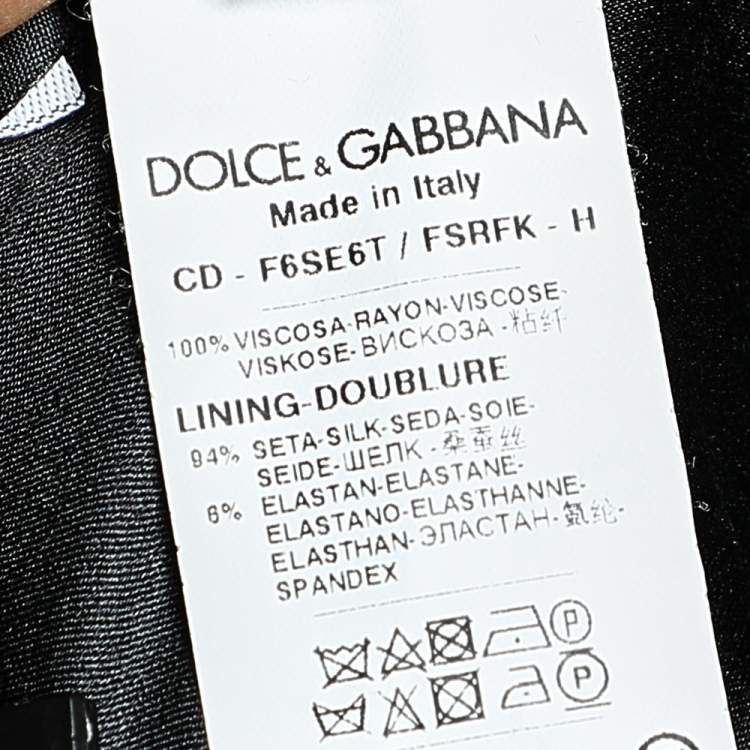 DOLCE & GABBANA
Made in Italy
CD - F6SE6T / FSRFK - H
100% VISCOSA-RAYON-VISCOSE-
VISKOSE-ВИСКОЗА -粘纤
LINING-DOUBLURE
94% SETA-SILK-SEDA-SOIE-
SEIDE-ШЕЛК -桑蚕丝
6% ELASTAN-ELASTANE-
ELASTANO-ELASTHANNE-
ELASTHAN-ЭЛАСТАН-氨纶-
SPANDEX
P
P